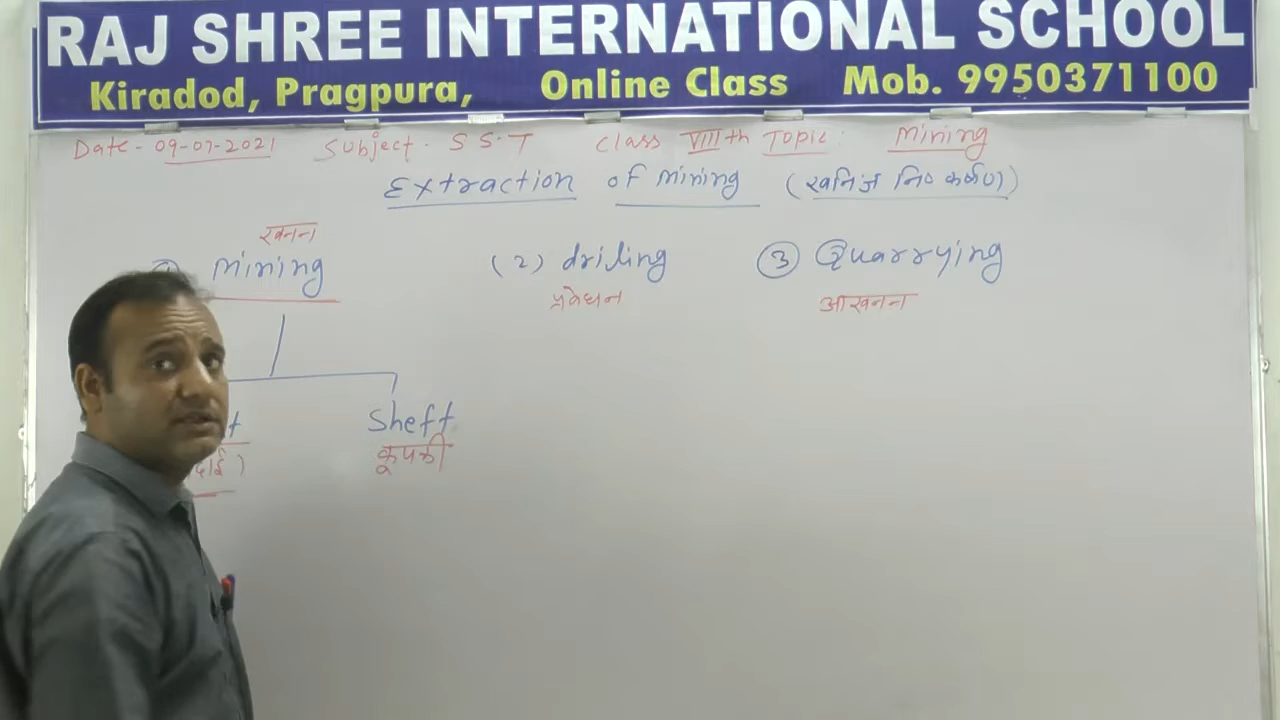 RAJ SHREE INTERNATIONAL SCHOOL
Kiradod, Pragpura, Online Class Mob. 9950371100
Date - 09-07-2021 Subject - S S.T Class VIIIth Topic: Mining
Extraction of mining (खनिज निष्कर्षण)
खनन
mining (2) driling ③ Quarrying
प्रवेधन आखनन
Sheft
कूपकी